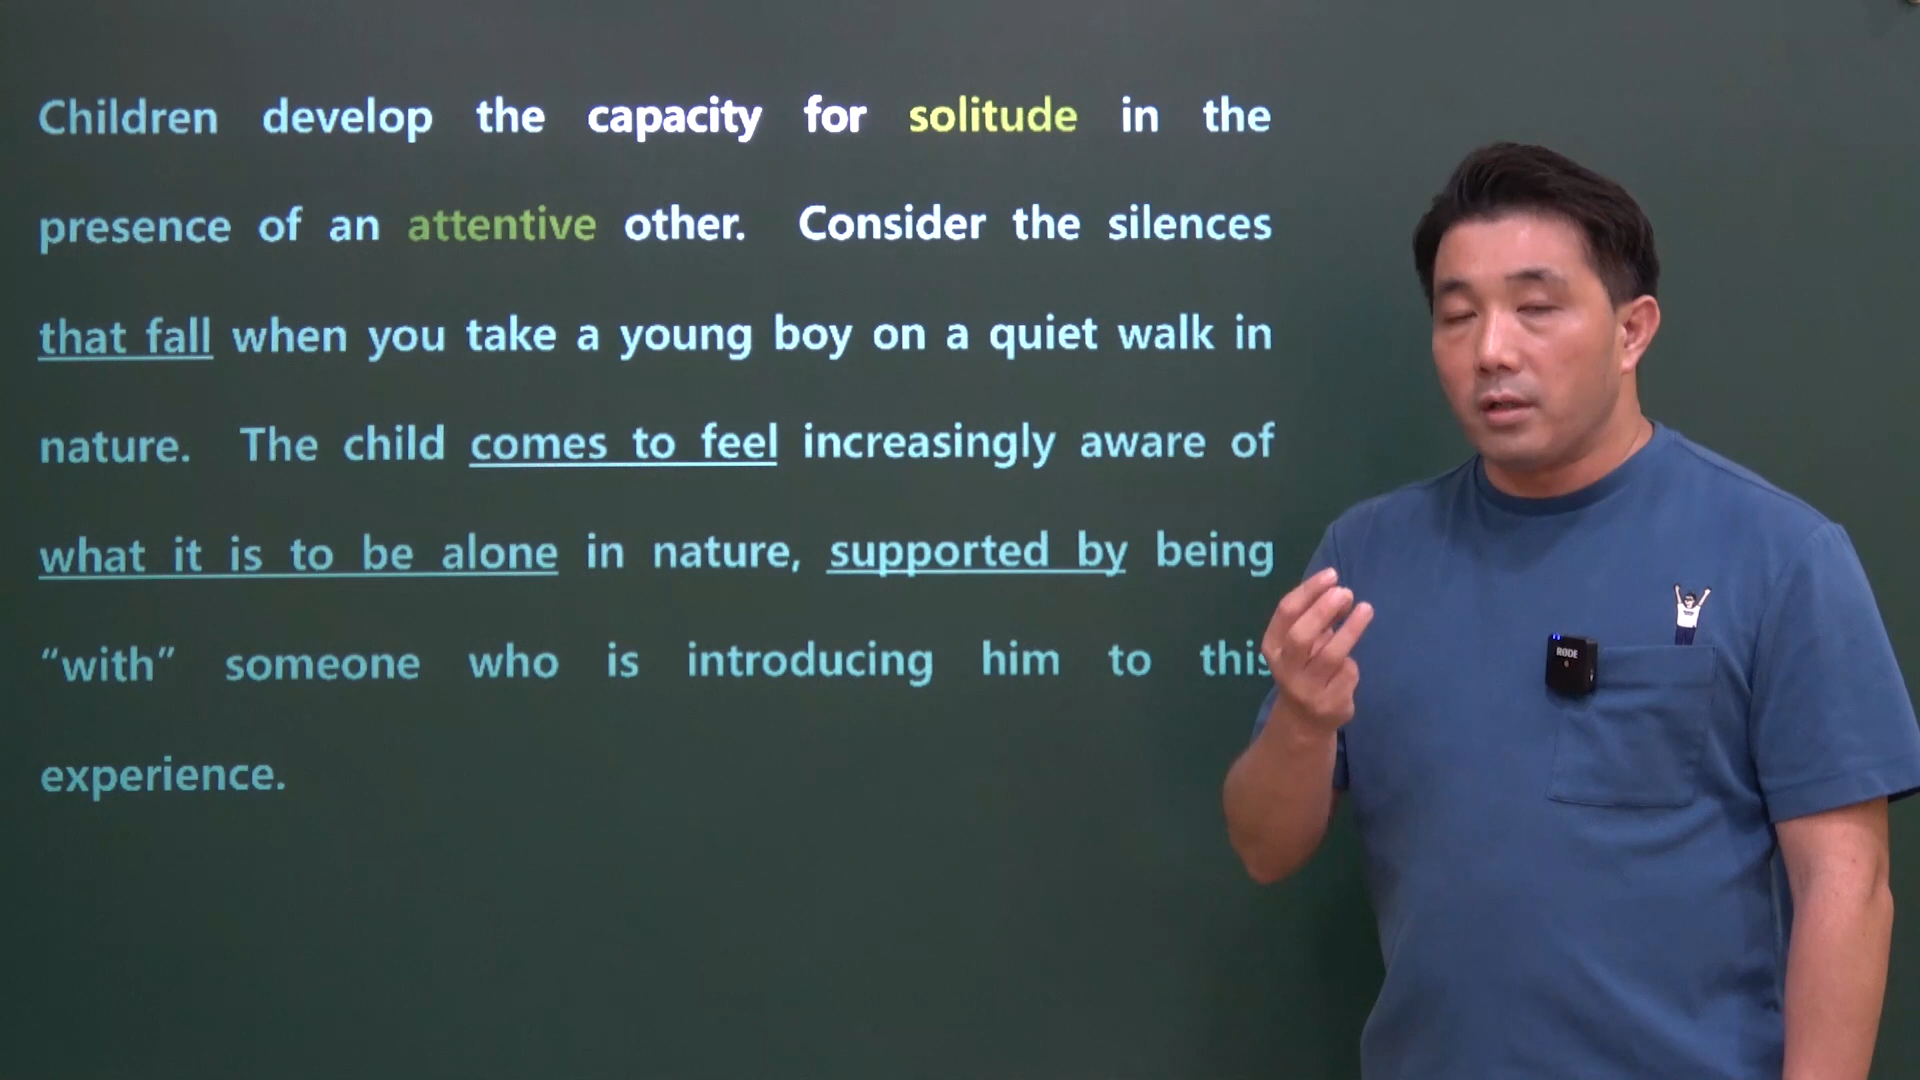 Children develop the capacity for solitude in the
presence of an attentive other. Consider the silences
that fall when you take a young boy on a quiet walk in
nature. The child comes to feel increasingly aware of
what it is to be alone in nature, supported by being
“with” someone who is introducing him to this
experience.
RØDE